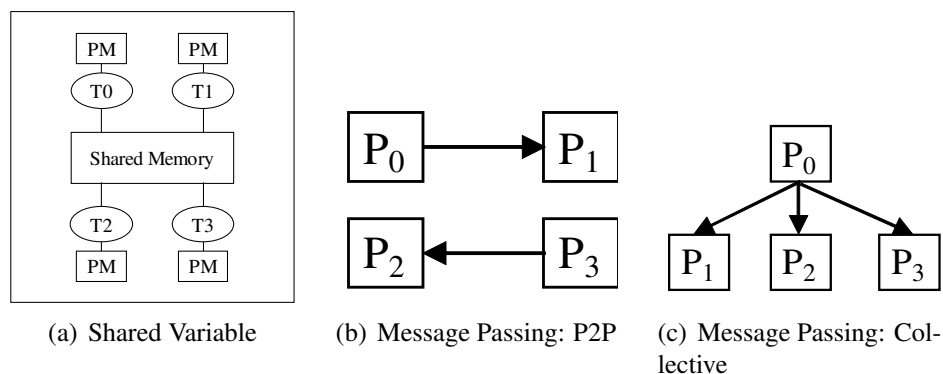 PM PM
T0 T1
Shared Memory
T2 T3
PM PM
(a) Shared Variable
P0 P1
P2 P3
(b) Message Passing: P2P
P0
P1 P2 P3
(c) Message Passing: Col-
lective